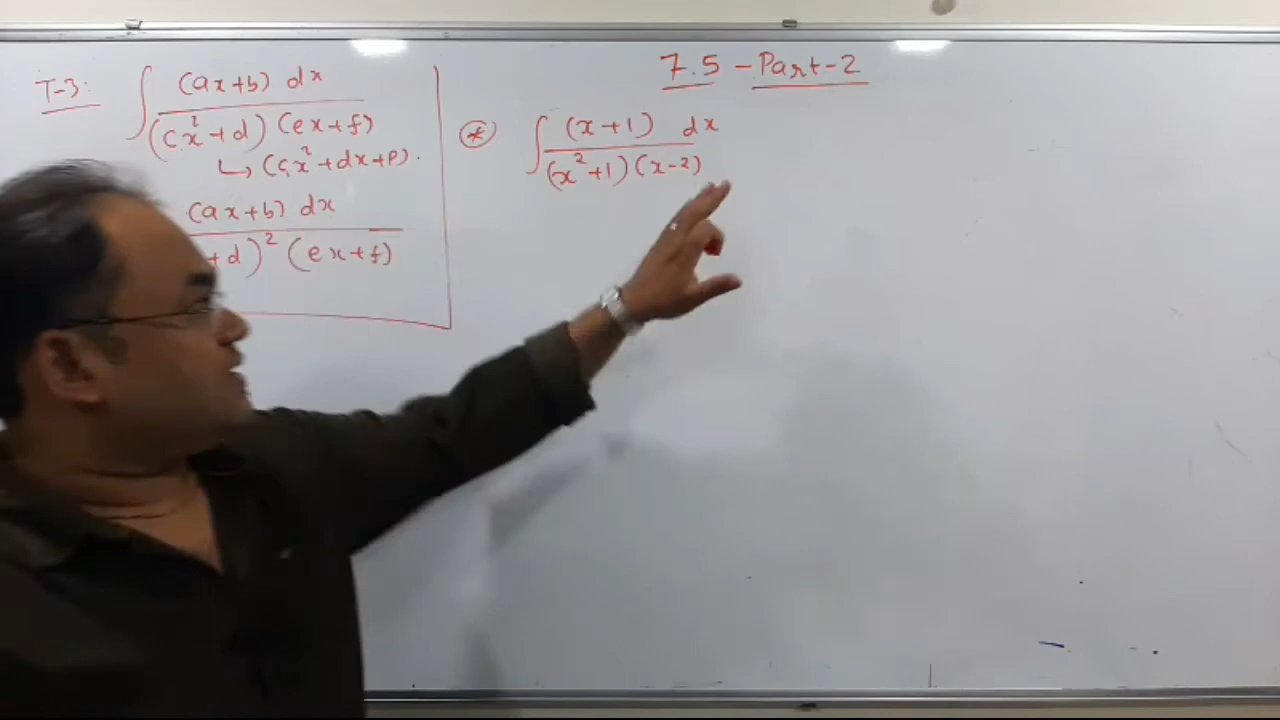 7.5 - Part-2
T-3: ∫ (ax+b) dx / (cx²+d) (ex+f)
↳ (cx²+dx+p).
(ax+b) dx / +d)² (ex+f)
(*) ∫ (x+1) dx / (x²+1)(x-2)